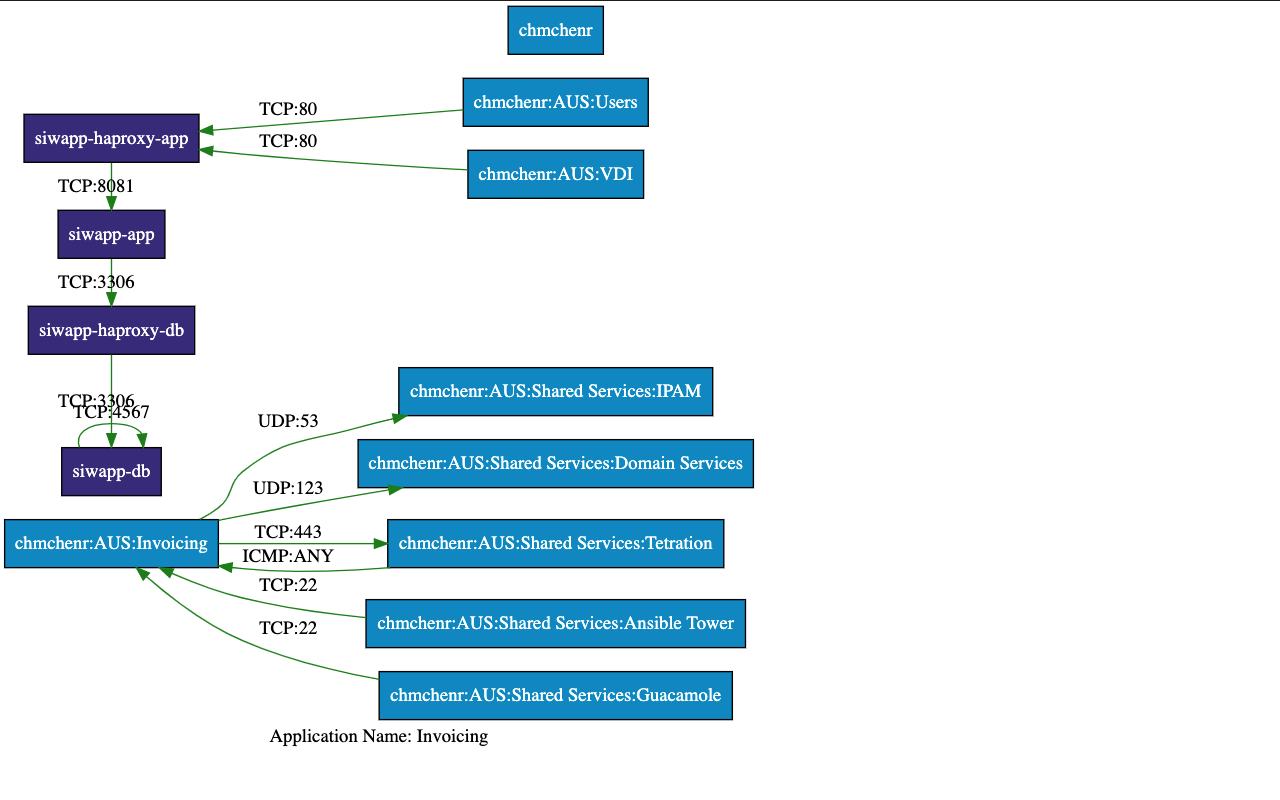 chmchenr
chmchenr:AUS:Users
TCP:80
siwapp-haproxy-app
TCP:80
chmchenr:AUS:VDI
TCP:8081
siwapp-app
TCP:3306
siwapp-haproxy-db
chmchenr:AUS:Shared Services:IPAM
TCP:3306
TCP:4567
UDP:53
chmchenr:AUS:Shared Services:Domain Services
siwapp-db
UDP:123
TCP:443
chmchenr:AUS:Invoicing
chmchenr:AUS:Shared Services:Tetration
ICMP:ANY
TCP:22
chmchenr:AUS:Shared Services:Ansible Tower
TCP:22
chmchenr:AUS:Shared Services:Guacamole
Application Name: Invoicing